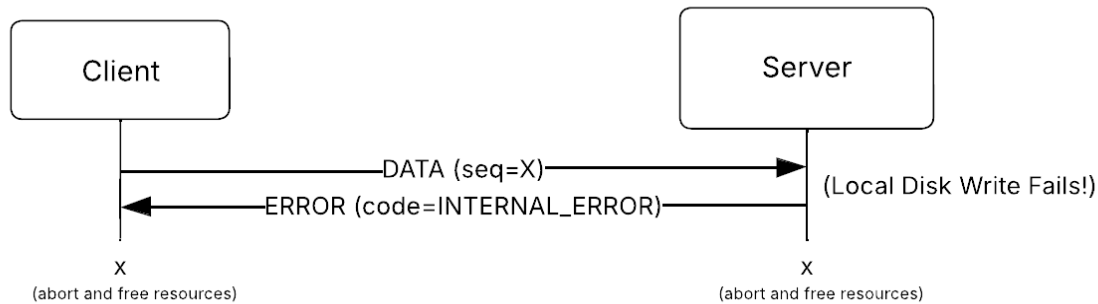 Client
Server
DATA (seq=X)
(Local Disk Write Fails!)
ERROR (code=INTERNAL_ERROR)
x
x
(abort and free resources)
(abort and free resources)